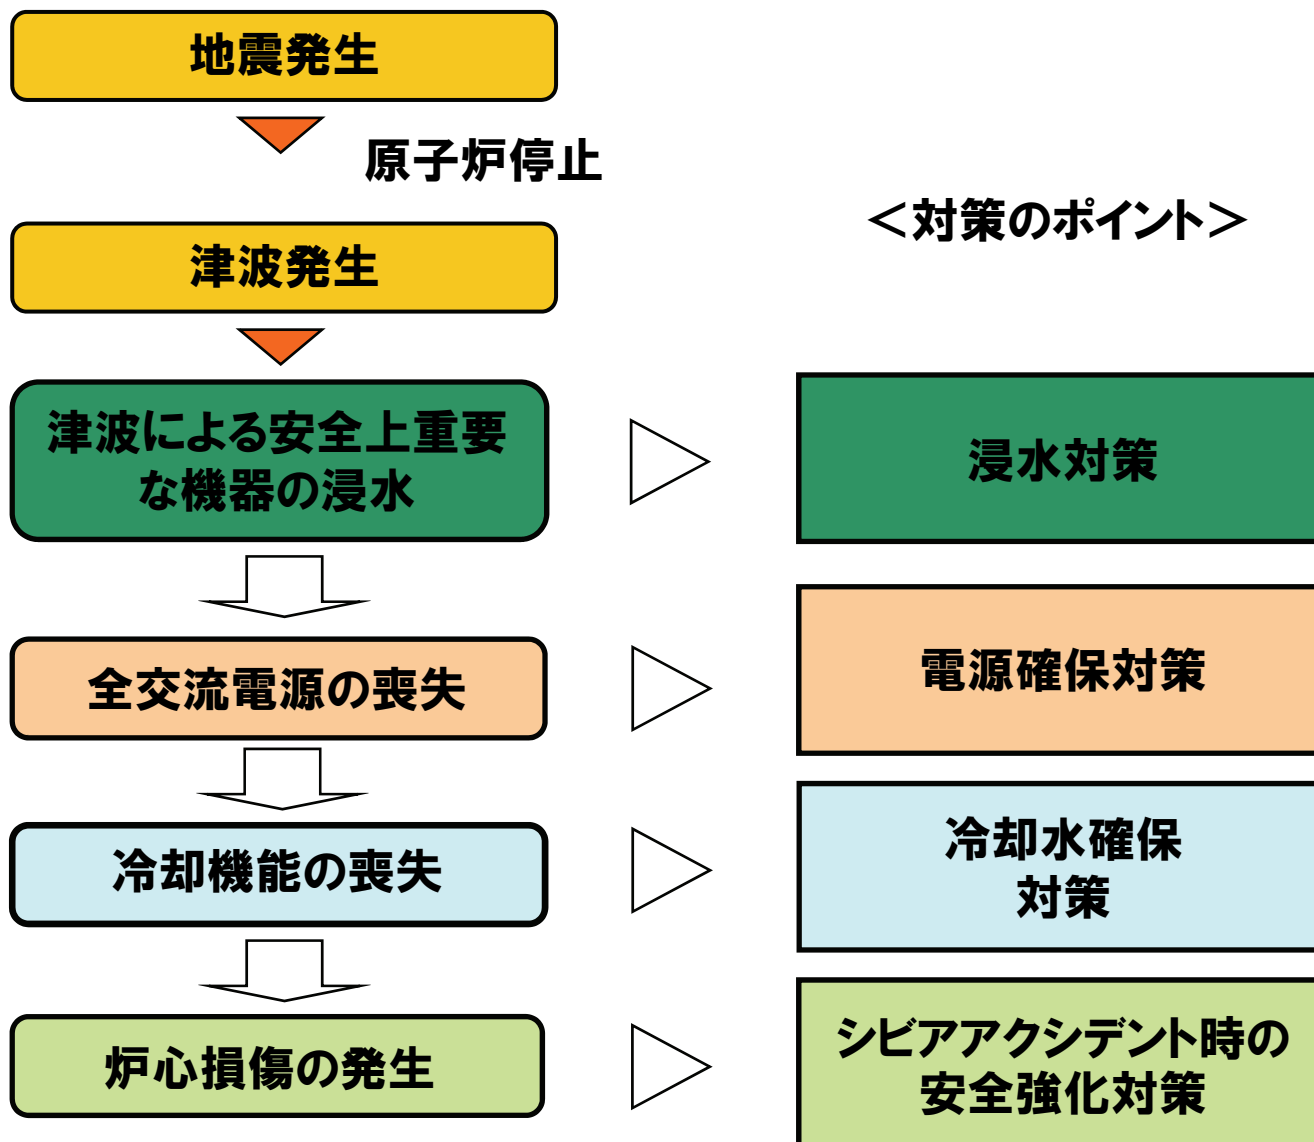 地震発生
原子炉停止
＜対策のポイント＞
津波発生
津波による安全上重要
な機器の浸水
浸水対策
全交流電源の喪失
電源確保対策
冷却機能の喪失
冷却水確保
対策
炉心損傷の発生
シビアアクシデント時の
安全強化対策